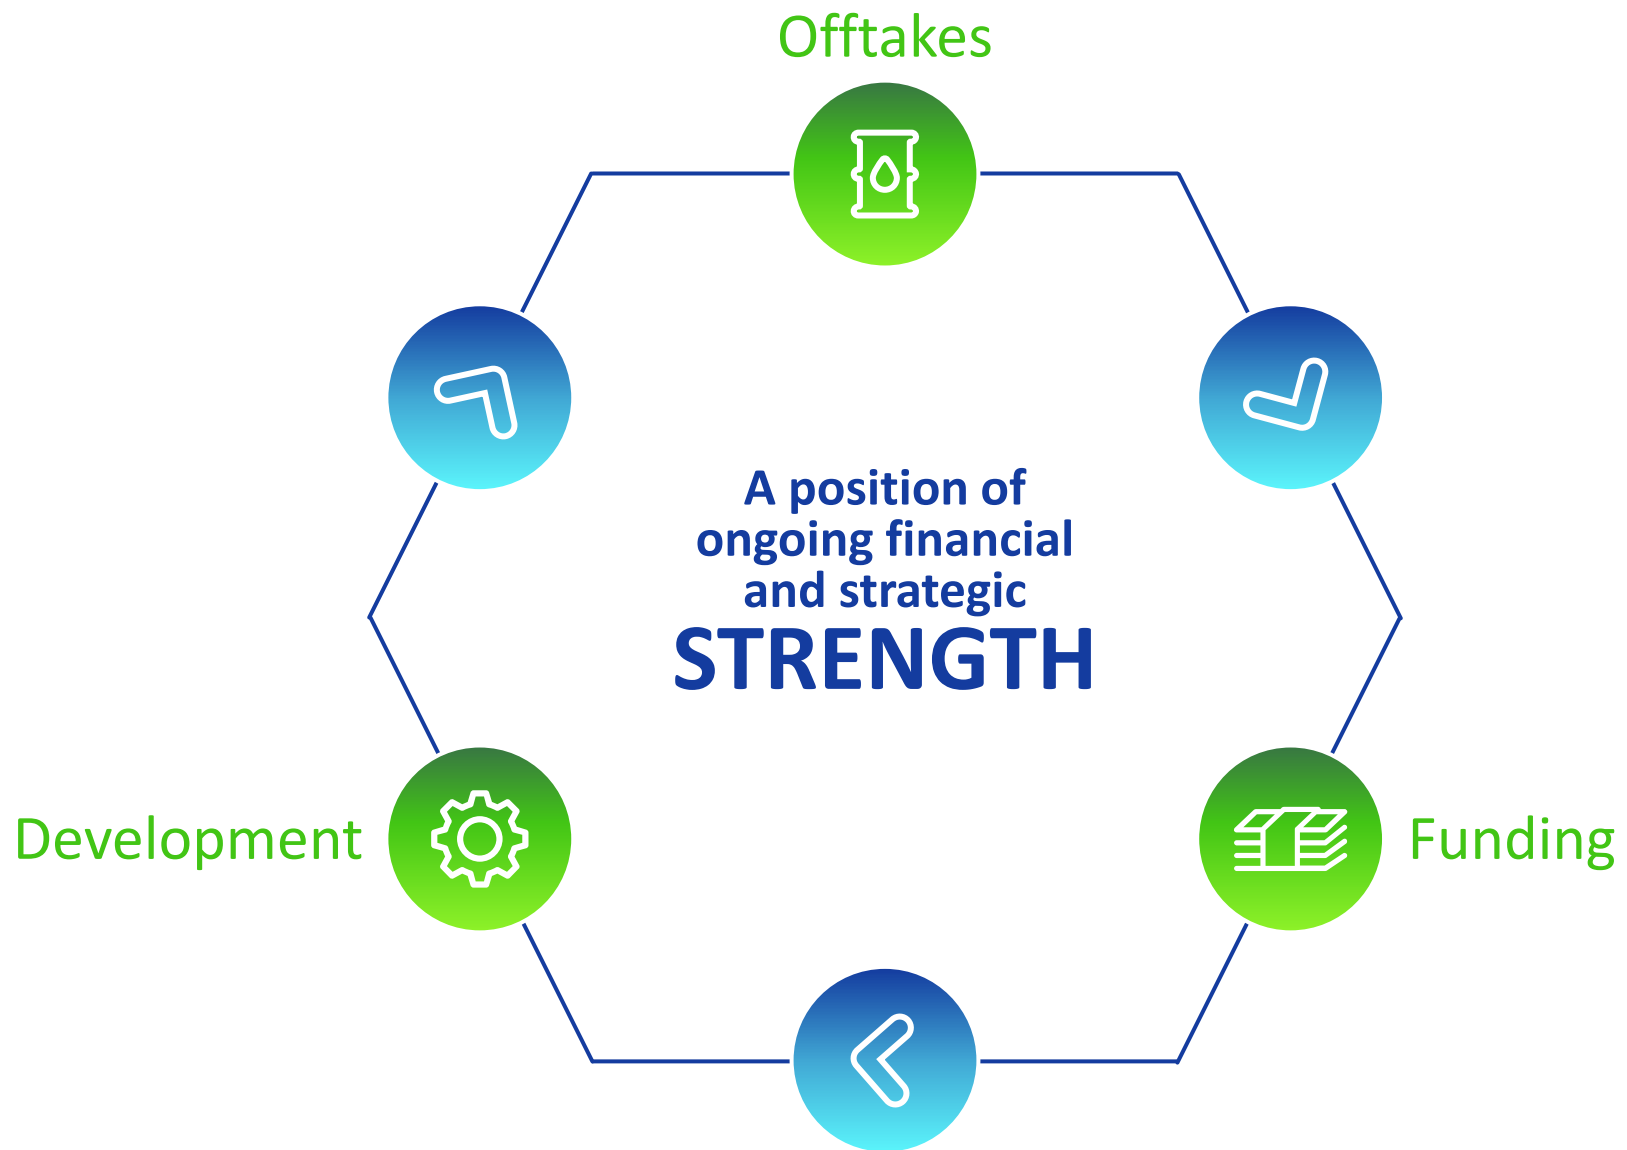 Offtakes
A position of
ongoing financial
and strategic
STRENGTH
Development
Funding